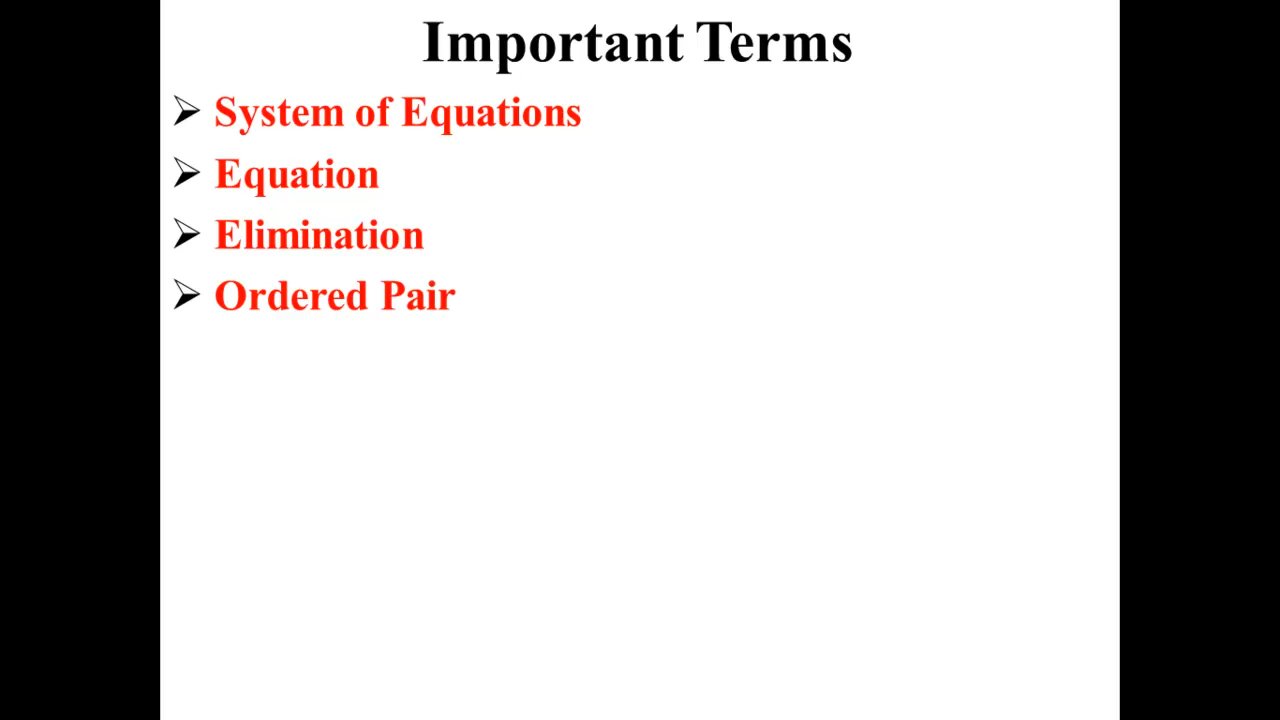 Important Terms
System of Equations
Equation
Elimination
Ordered Pair